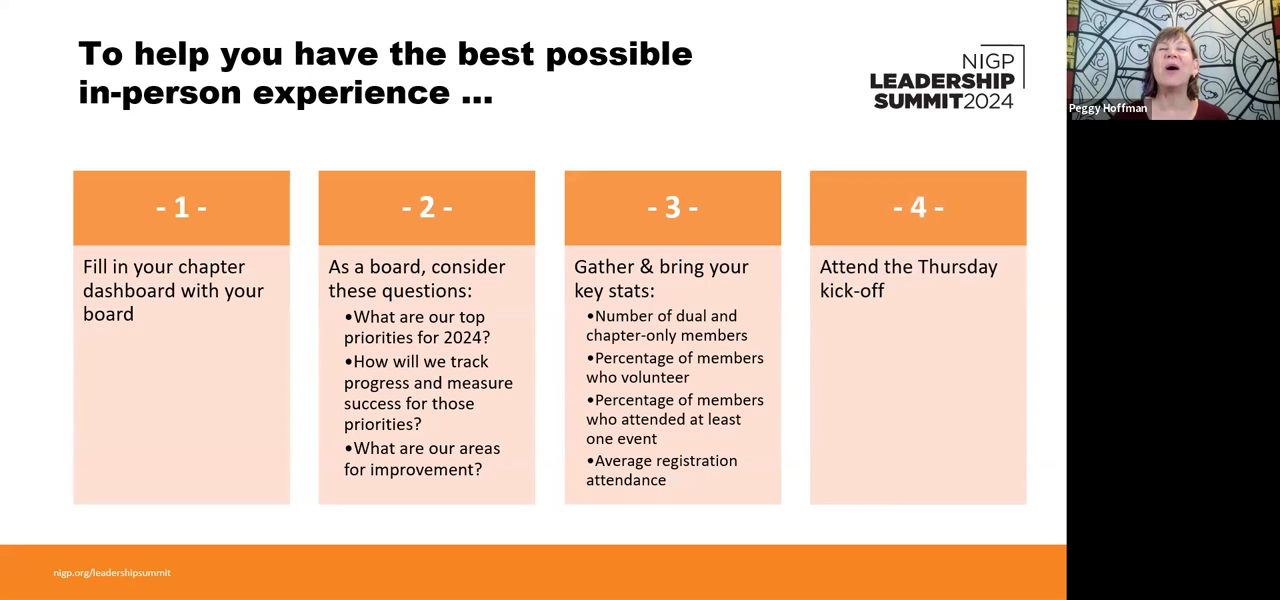 To help you have the best possible
in-person experience ...
NIGP
LEADERSHIP
SUMMIT2024
Peggy Hoffman
- 1 -
Fill in your chapter
dashboard with your
board
- 2 -
As a board, consider
these questions:
•What are our top
priorities for 2024?
•How will we track
progress and measure
success for those
priorities?
•What are our areas
for improvement?
- 3 -
Gather & bring your
key stats:
•Number of dual and
chapter-only members
•Percentage of members
who volunteer
•Percentage of members
who attended at least
one event
•Average registration
attendance
- 4 -
Attend the Thursday
kick-off
nigp.org/leadershipsummit